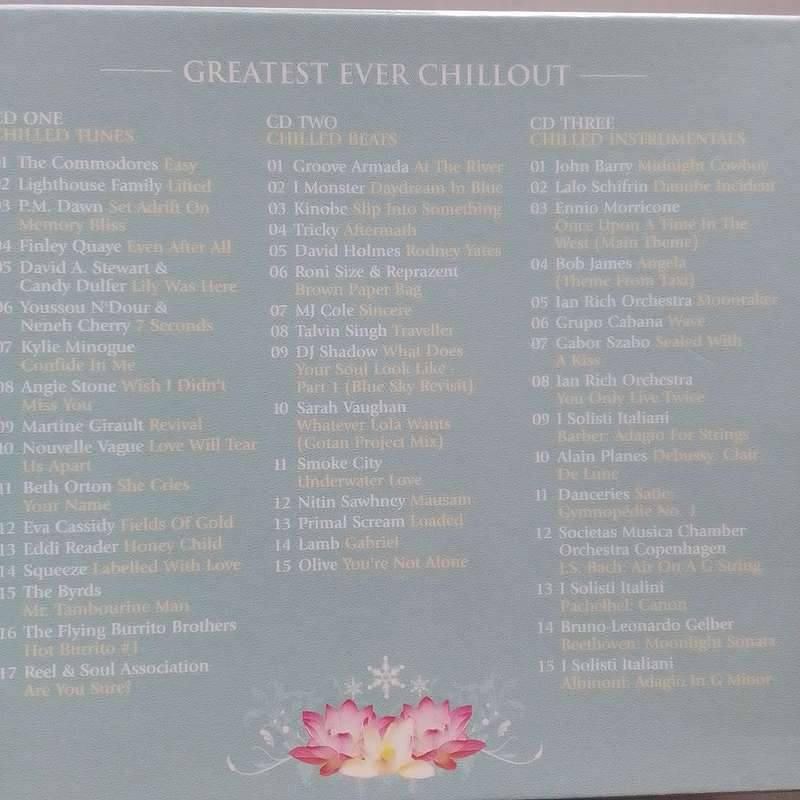 GREATEST EVER CHILLOUT
CD ONE
CHILLED TUNES
01 The Commodores Easy
02 Lighthouse Family Lifted
03 P.M. Dawn Set Adrift On
Memory Bliss
04 Finley Quaye Even After All
05 David A. Stewart &
Candy Dulfer Lily Was Here
06 Youssou N'Dour &
Neneh Cherry 7 Seconds
07 Kylie Minogue
Confide In Me
08 Angie Stone Wish I Didn't
Miss You
09 Martine Girault Revival
10 Nouvelle Vague Love Will Tear
Us Apart
11 Beth Orton She Cries
Your Name
12 Eva Cassidy Fields Of Gold
13 Eddi Reader Honey Child
14 Squeeze Labelled With Love
15 The Byrds
Mr. Tambourine Man
16 The Flying Burrito Brothers
Hot Burrito #1
17 Reel & Soul Association
Are You Sure?
CD TWO
CHILLED BEATS
01 Groove Armada At The River
02 I Monster Daydream In Blue
03 Kinobe Slip Into Something
04 Tricky Aftermath
05 David Holmes Rodney Yates
06 Roni Size & Reprazent
Brown Paper Bag
07 MJ Cole Sincere
08 Talvin Singh Traveller
09 DJ Shadow What Does
Your Soul Look Like -
Part 1 (Blue Sky Revisit)
10 Sarah Vaughan
Whatever Lola Wants
(Gotan Project Mix)
11 Smoke City
Underwater Love
12 Nitin Sawhney Mausam
13 Primal Scream Loaded
14 Lamb Gabriel
15 Olive You're Not Alone
CD THREE
CHILLED INSTRUMENTALS
01 John Barry Midnight Cowboy
02 Lalo Schifrin Danube Incident
03 Ennio Morricone
Once Upon A Time In The
West (Main Theme)
04 Bob James Angela
(Theme From Taxi)
05 Ian Rich Orchestra Moonraker
06 Grupo Cabana Wave
07 Gabor Szabo Sealed With
A Kiss
08 Ian Rich Orchestra
You Only Live Twice
09 I Solisti Italiani
Barber: Adagio For Strings
10 Alain Planes Debussy: Clair
De Lune
11 Danceries Satie:
Gymnopédie No. 1
12 Societas Musica Chamber
Orchestra Copenhagen
J.S. Bach: Air On A G String
13 I Solisti Italini
Pachelbel: Canon
14 Bruno-Leonardo Gelber
Beethoven: Moonlight Sonata
15 I Solisti Italiani
Albinoni: Adagio In G Minor